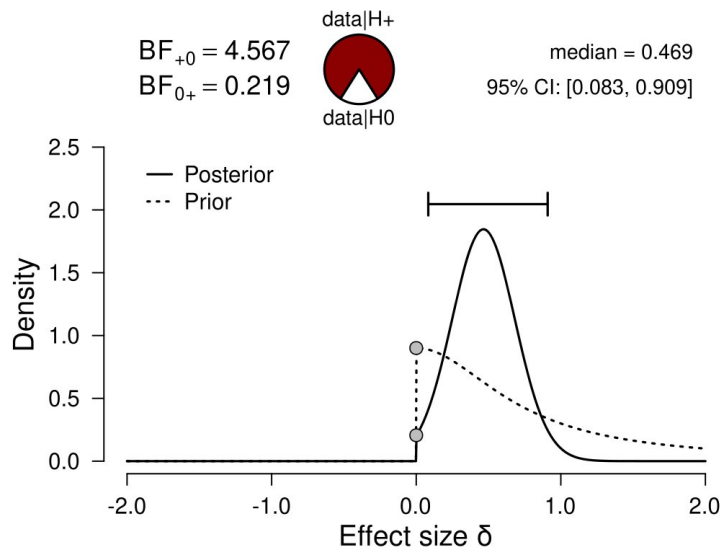 data|H+
BF₊₀ = 4.567
BF₀₊ = 0.219
data|H0
median = 0.469
95% CI: [0.083, 0.909]
2.5
2.0
1.5
1.0
0.5
0.0
Density
Posterior
Prior
-2.0 -1.0 0.0 1.0 2.0
Effect size δ